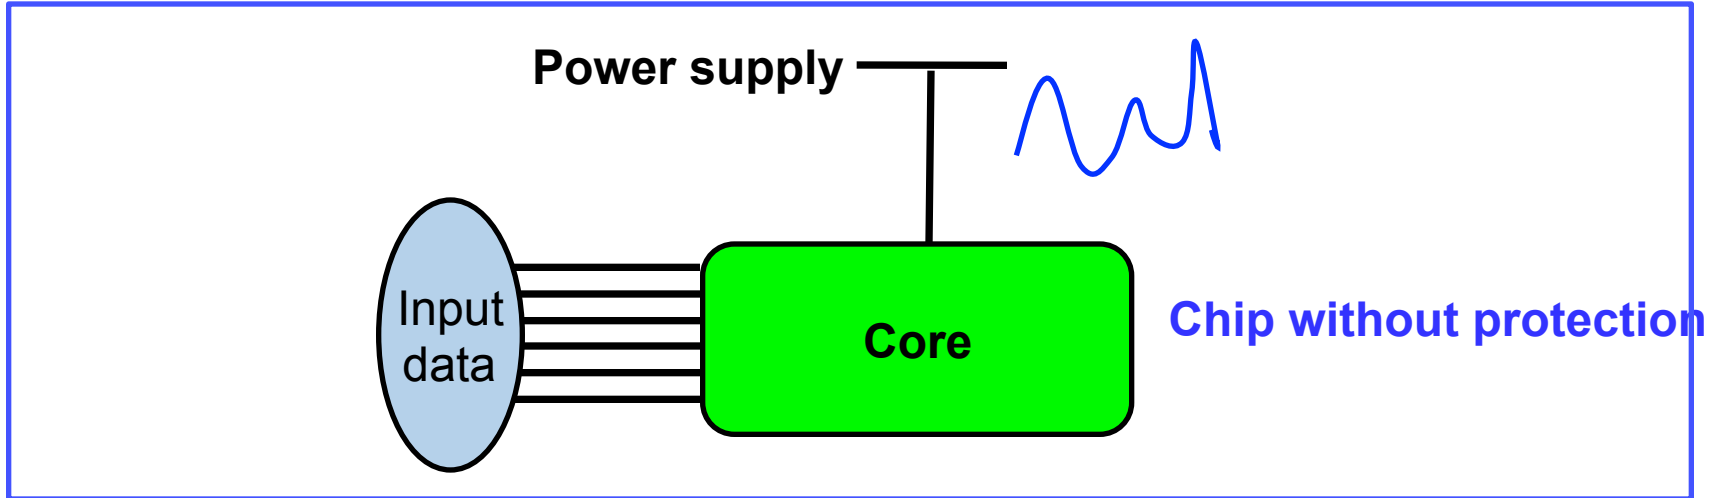 Power supply
Input
data
Core
Chip without protection